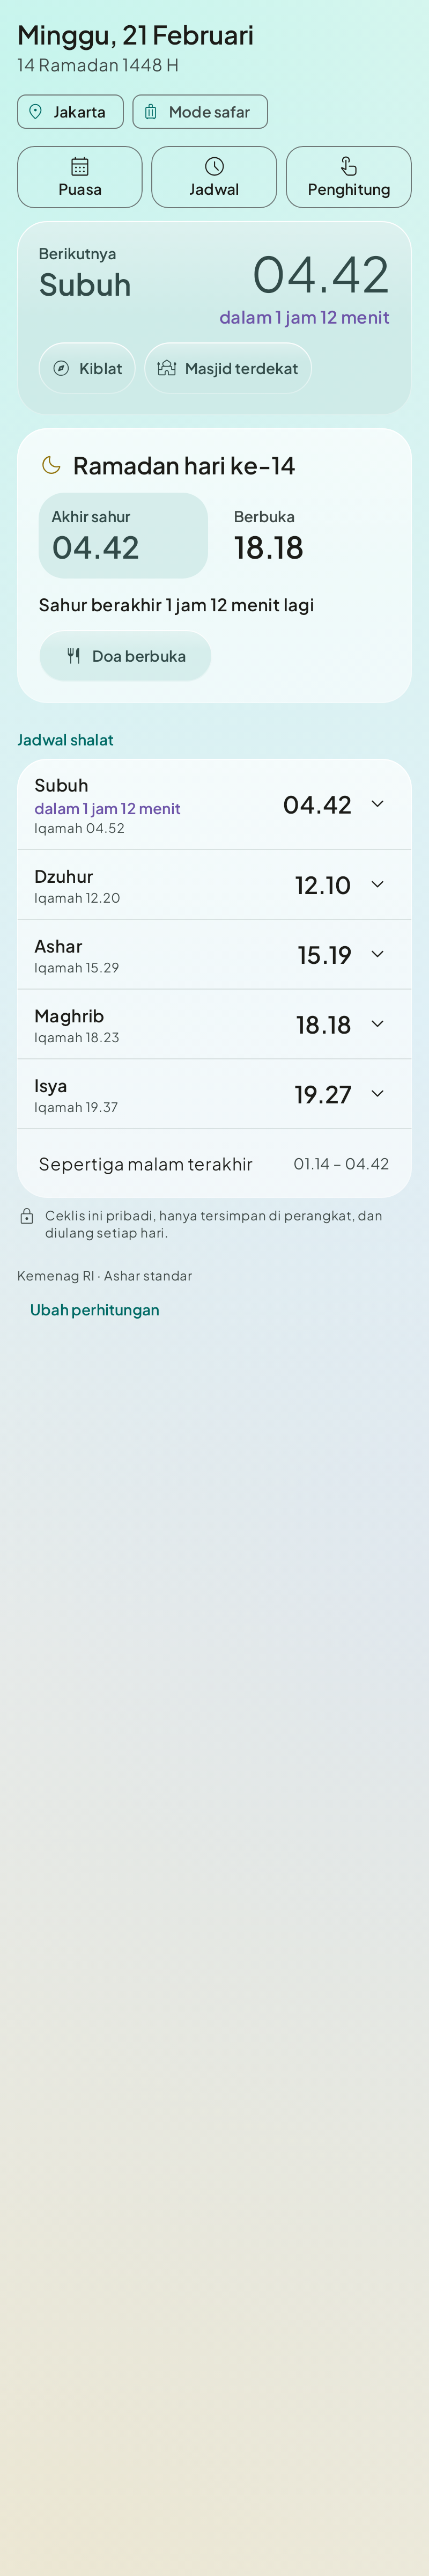 Minggu, 21 Februari
14 Ramadan 1448 H
Jakarta
Mode safar
Puasa
Jadwal
Penghitung
Berikutnya
Subuh
04.42
dalam 1 jam 12 menit
Kiblat
Masjid terdekat
Ramadan hari ke-14
Akhir sahur
04.42
Berbuka
18.18
Sahur berakhir 1 jam 12 menit lagi
Doa berbuka
Jadwal shalat
Subuh
dalam 1 jam 12 menit
Iqamah 04.52
04.42
Dzuhur
Iqamah 12.20
12.10
Ashar
Iqamah 15.29
15.19
Maghrib
Iqamah 18.23
18.18
Isya
Iqamah 19.37
19.27
Sepertiga malam terakhir
01.14 – 04.42
Ceklis ini pribadi, hanya tersimpan di perangkat, dan
diulang setiap hari.
Kemenag RI · Ashar standar
Ubah perhitungan